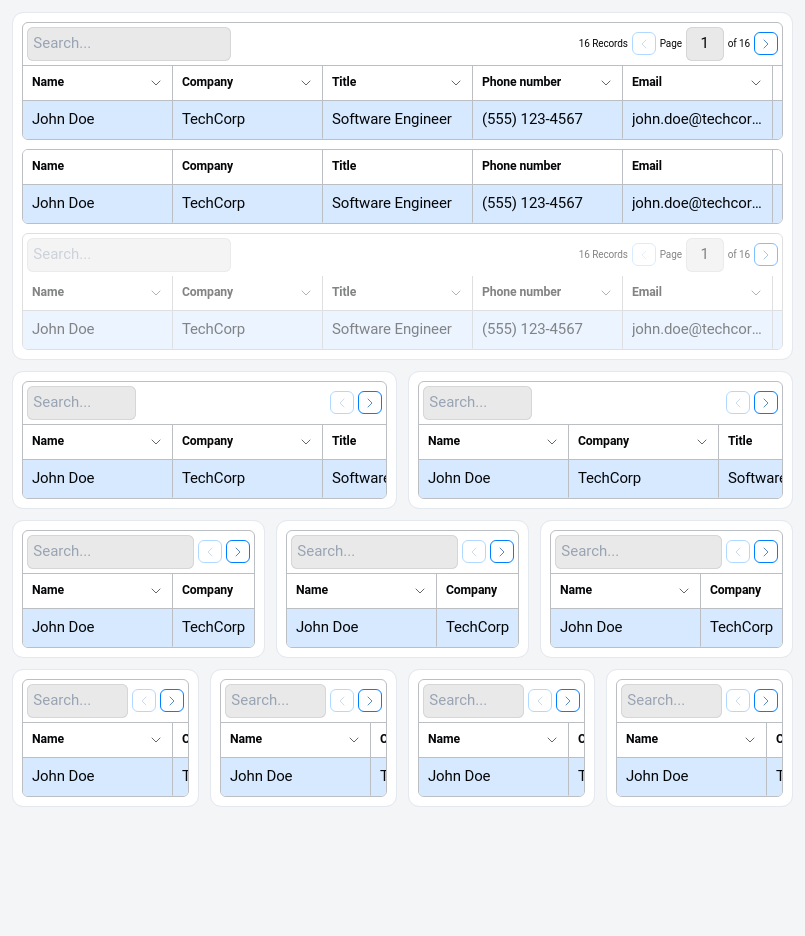 Search... 16 Records Page 1 of 16
Name Company Title Phone number Email
John Doe TechCorp Software Engineer (555) 123-4567 john.doe@techcor...
Name Company Title Phone number Email
John Doe TechCorp Software Engineer (555) 123-4567 john.doe@techcor...
Search... 16 Records Page 1 of 16
Name Company Title Phone number Email
John Doe TechCorp Software Engineer (555) 123-4567 john.doe@techcor...
Search... Search...
Name Company Title Name Company Title
John Doe TechCorp Software John Doe TechCorp Software
Search... Search... Search...
Name Company Name Company Name Company
John Doe TechCorp John Doe TechCorp John Doe TechCorp
Search... Search... Search... Search...
Name C Name C Name C Name C
John Doe T John Doe T John Doe T John Doe T